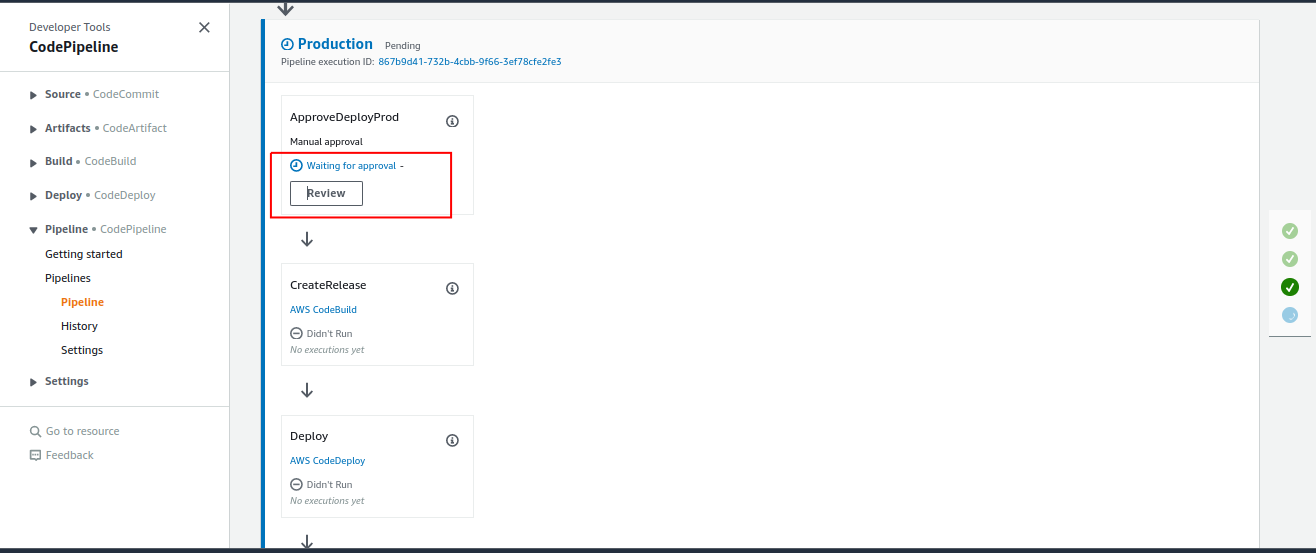 Developer Tools
CodePipeline
Source • CodeCommit
Artifacts • CodeArtifact
Build • CodeBuild
Deploy • CodeDeploy
Pipeline • CodePipeline
Getting started
Pipelines
Pipeline
History
Settings
Settings
Go to resource
Feedback
Production Pending
Pipeline execution ID: 867b9d41-732b-4cbb-9f66-3ef78cfe2fe3
ApproveDeployProd
Manual approval
Waiting for approval -
Review
CreateRelease
AWS CodeBuild
Didn't Run
No executions yet
Deploy
AWS CodeDeploy
Didn't Run
No executions yet